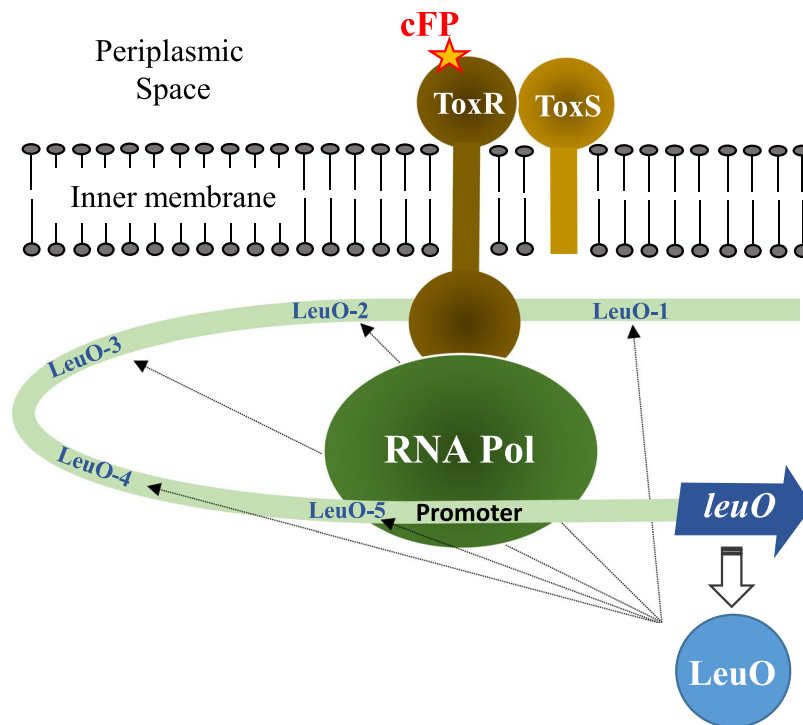 cFP
Periplasmic
Space
ToxR
ToxS
Inner membrane
LeuO-2
LeuO-1
LeuO-3
RNA Pol
LeuO-4
LeuO-5
Promoter
leuO
LeuO